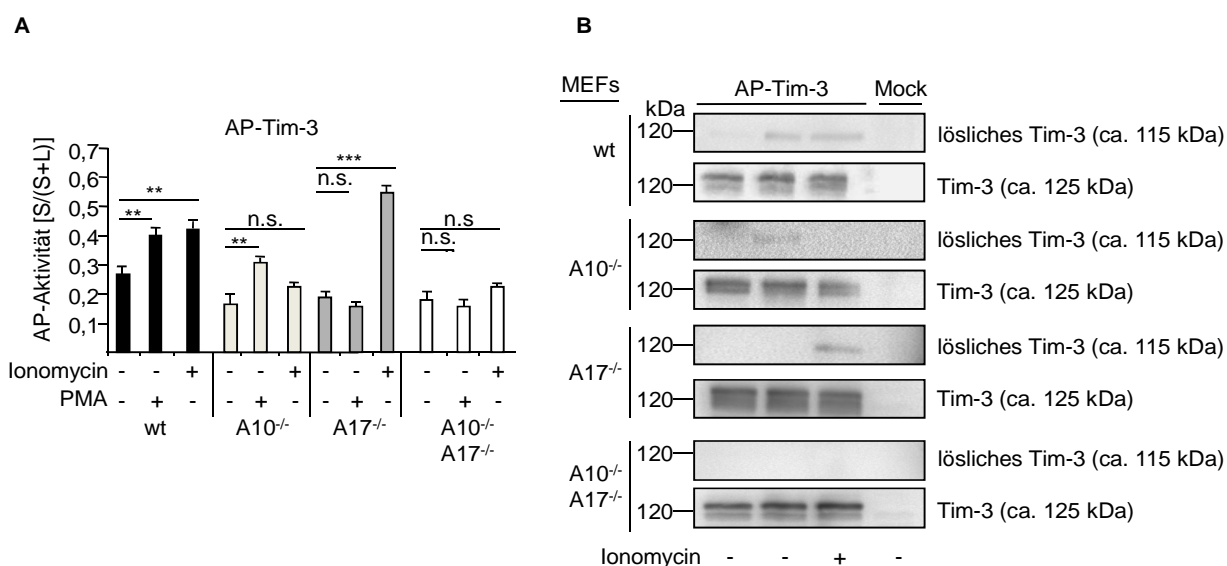 A
AP-Tim-3
AP-Aktivität [S/(S+L)]
0,7
0,6
0,5
0,4
0,3
0,2
0,1
** **
** n.s.
n.s. ***
n.s. n.s
Ionomycin - - + - - + - - + - - +
PMA - + - - + - - + - - + -
wt A10-/- A17-/- A10-/-
A17-/-
B
MEFs AP-Tim-3 Mock
kDa
wt
120 lösliches Tim-3 (ca. 115 kDa)
120 Tim-3 (ca. 125 kDa)
A10-/-
120 lösliches Tim-3 (ca. 115 kDa)
120 Tim-3 (ca. 125 kDa)
A17-/-
120 lösliches Tim-3 (ca. 115 kDa)
120 Tim-3 (ca. 125 kDa)
A10-/-
A17-/-
120 lösliches Tim-3 (ca. 115 kDa)
120 Tim-3 (ca. 125 kDa)
Ionomycin - - + -